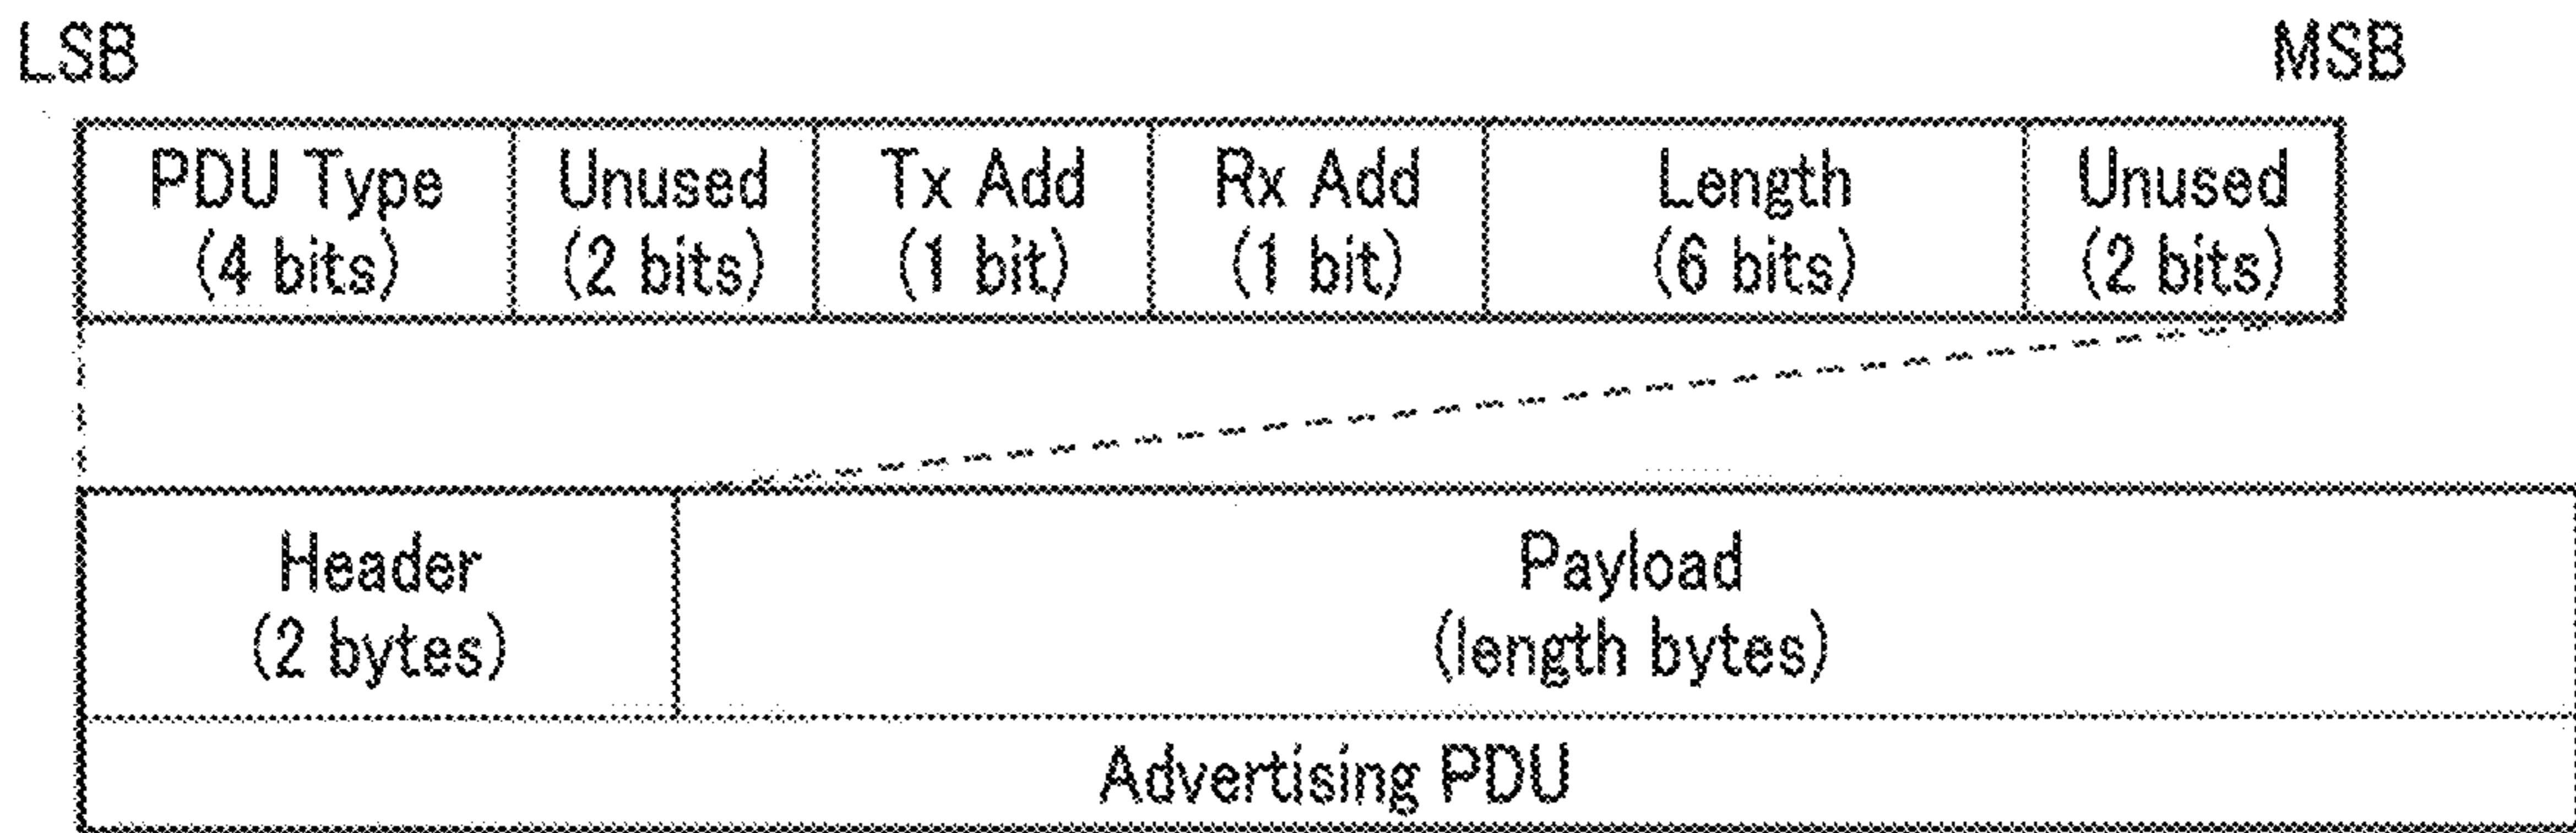 LSB MSB
PDU Type Unused Tx Add Rx Add Length Unused
(4 bits) (2 bits) (1 bit) (1 bit) (6 bits) (2 bits)
Header Payload
(2 bytes) (length bytes)
Advertising PDU